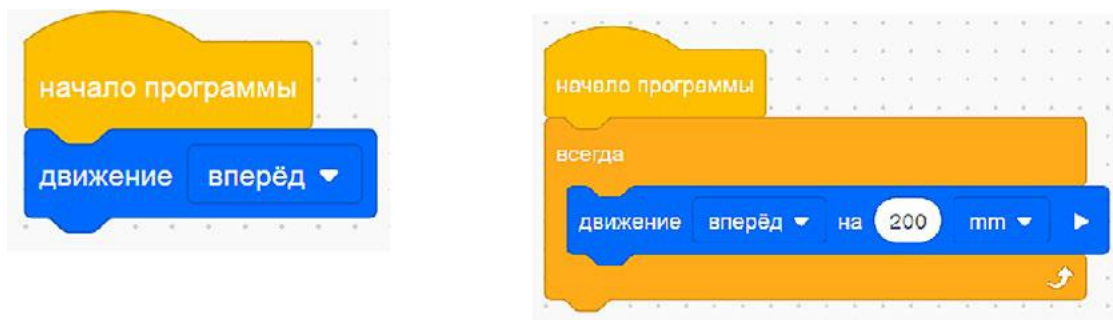 начало программы
движение вперёд
начало программы
всегда
движение вперёд на 200 mm